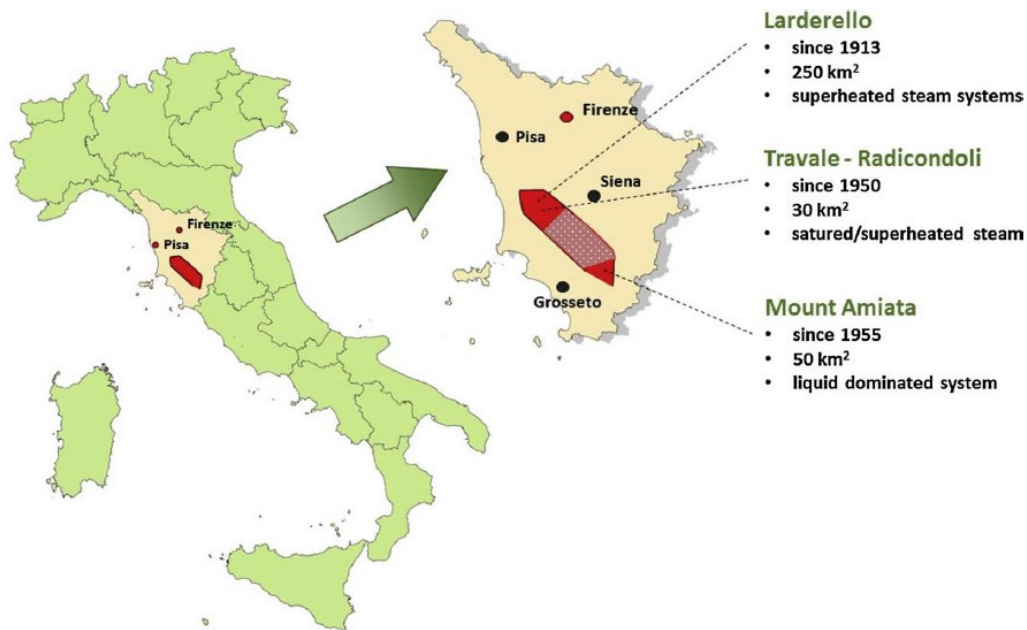 Firenze
Pisa
Firenze
Pisa
Siena
Grosseto
Larderello
• since 1913
• 250 km²
• superheated steam systems
Travale - Radicondoli
• since 1950
• 30 km²
• satured/superheated steam
Mount Amiata
• since 1955
• 50 km²
• liquid dominated system